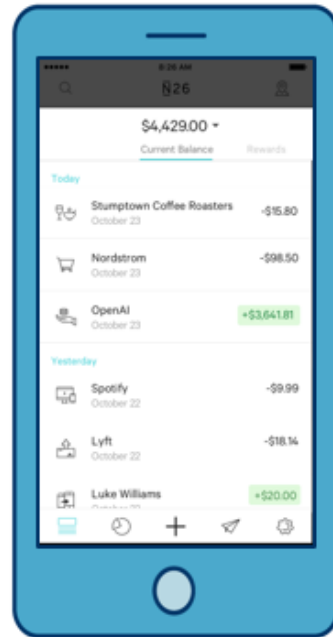 8:26 AM
N26
$4,429.00
Current Balance Rewards
Today
Stumptown Coffee Roasters -$15.80
October 23
Nordstrom -$98.50
October 23
OpenAI +$3,641.81
October 23
Yesterday
Spotify -$9.99
October 22
Lyft -$18.14
October 22
Luke Williams +$20.00
October 22